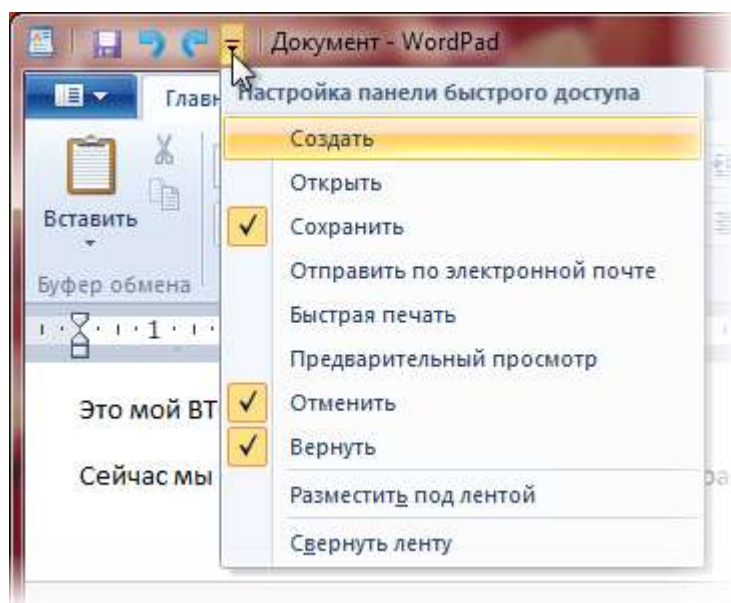 Документ - WordPad
Глав
Настройка панели быстрого доступа
Создать
Открыть
Сохранить
Отправить по электронной почте
Быстрая печать
Предварительный просмотр
Отменить
Вернуть
Разместить под лентой
Свернуть ленту
Вставить
Буфер обмена
1
Это мой ВТ
Сейчас мы